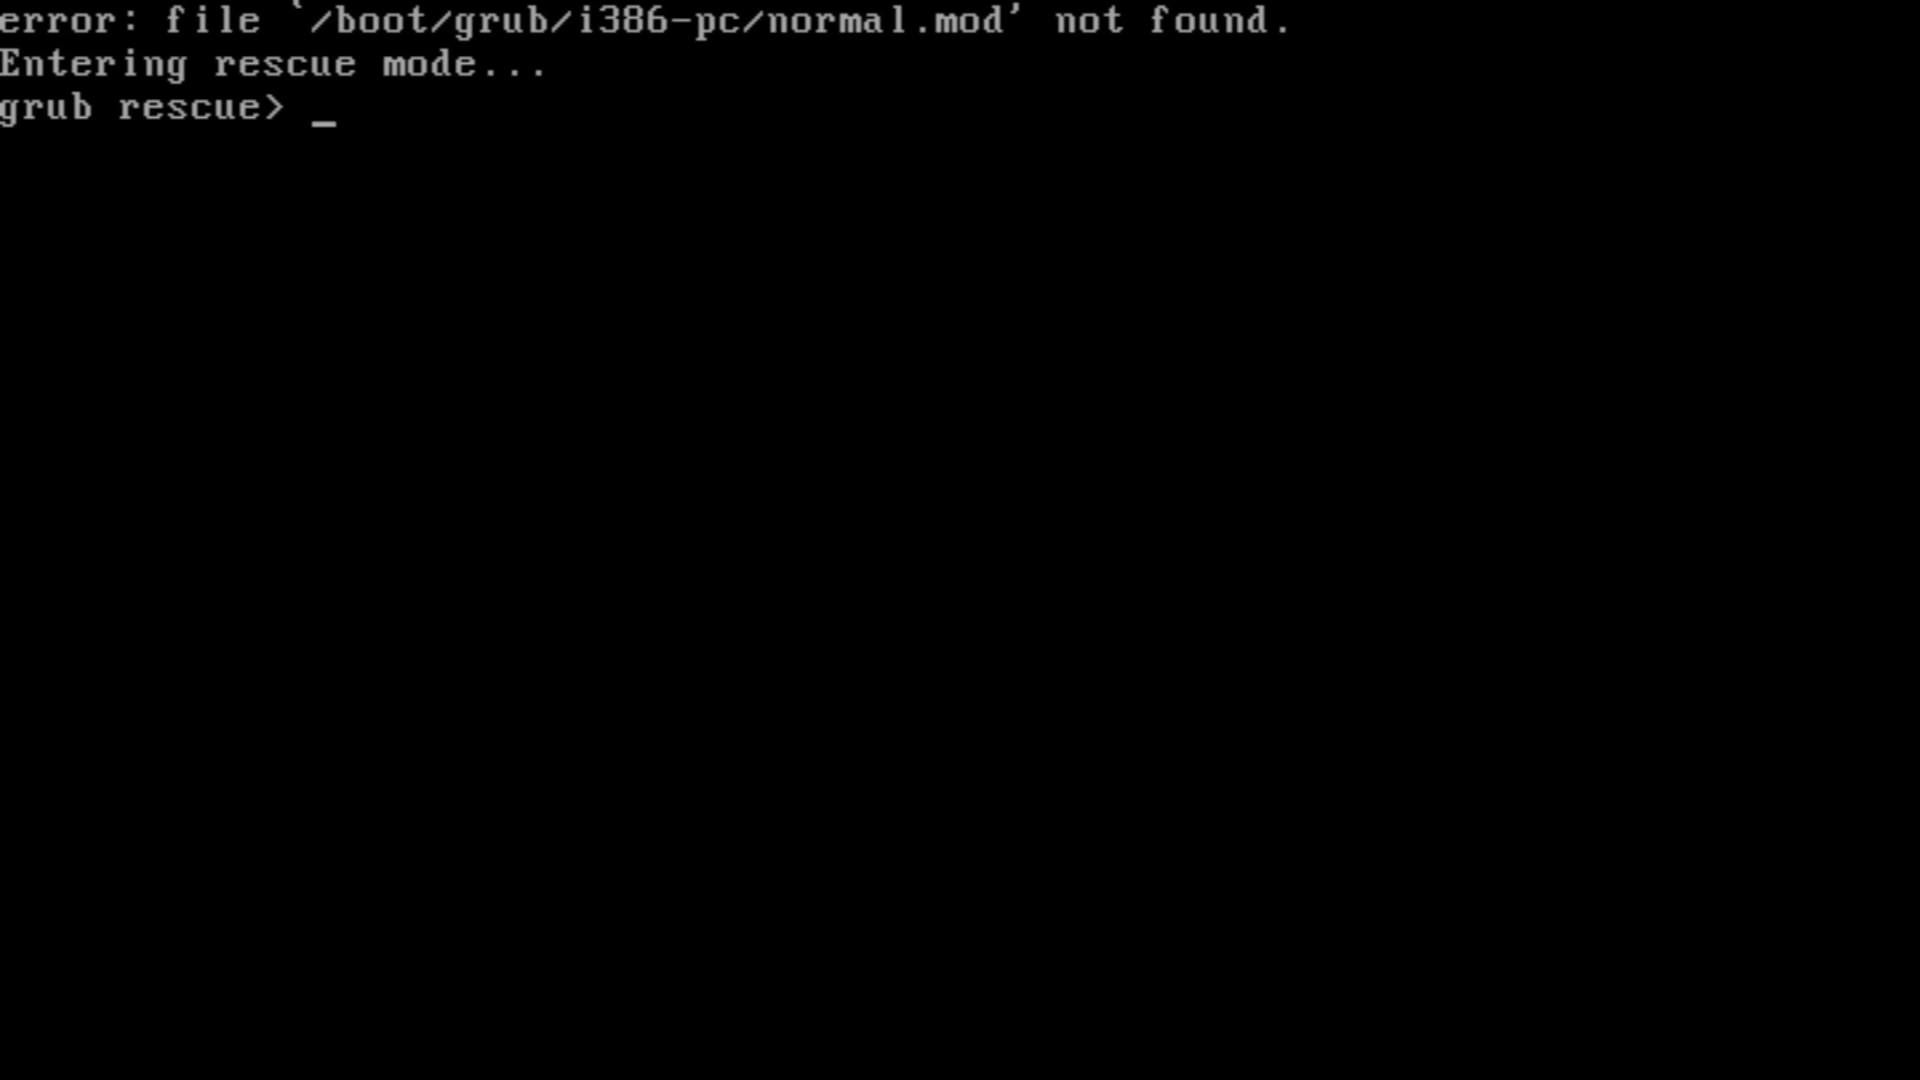 error: file `/boot/grub/i386-pc/normal.mod' not found.
Entering rescue mode...
grub rescue> _